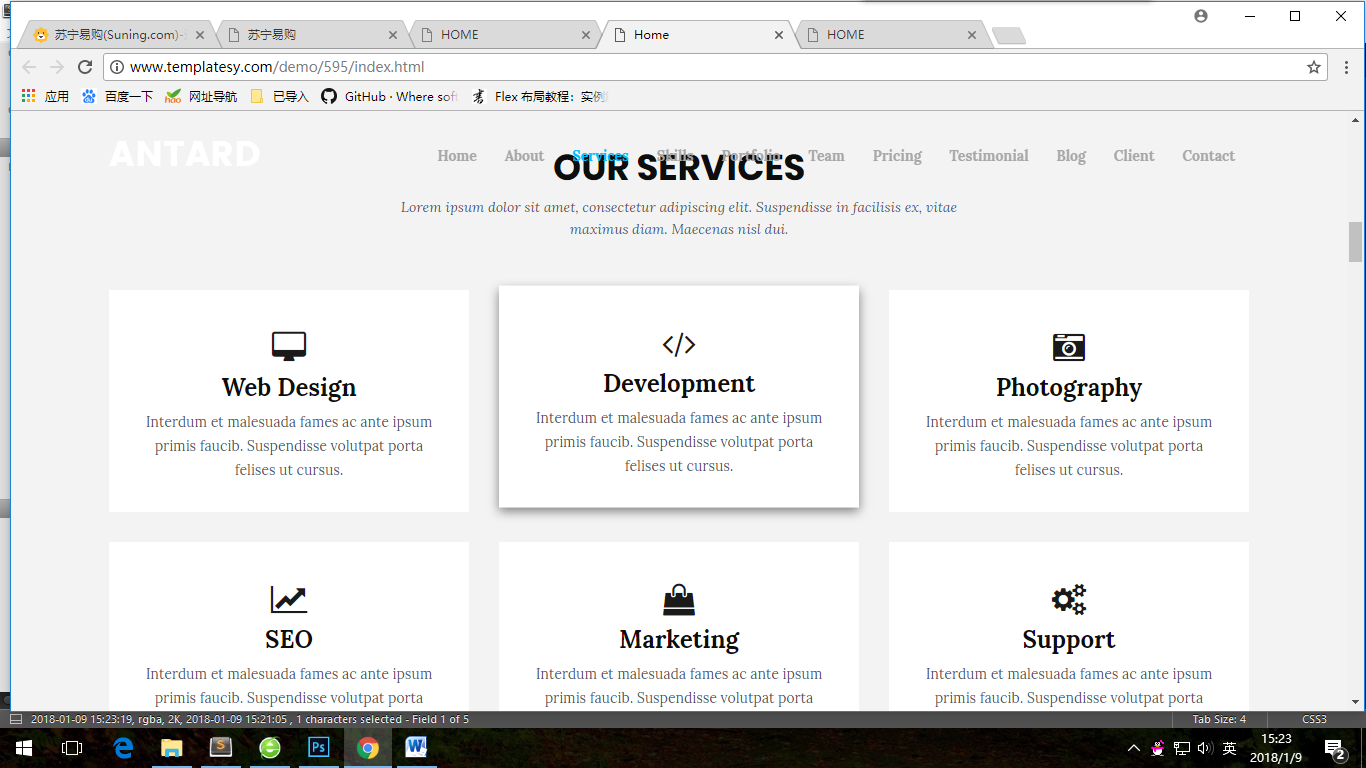 苏宁易购(Suning.com)-
苏宁易购
HOME
Home
HOME
www.templatesy.com/demo/595/index.html
应用
百度一下
网址导航
已导入
GitHub · Where soft
Flex 布局教程：实例
ANTARD
Home About Services Skills Portfolio Team Pricing Testimonial Blog Client Contact
OUR SERVICES
Lorem ipsum dolor sit amet, consectetur adipiscing elit. Suspendisse in facilisis ex, vitae
maximus diam. Maecenas nisl dui.
Web Design
Interdum et malesuada fames ac ante ipsum
primis faucib. Suspendisse volutpat porta
felises ut cursus.
Development
Interdum et malesuada fames ac ante ipsum
primis faucib. Suspendisse volutpat porta
felises ut cursus.
Photography
Interdum et malesuada fames ac ante ipsum
primis faucib. Suspendisse volutpat porta
felises ut cursus.
SEO
Interdum et malesuada fames ac ante ipsum
primis faucib. Suspendisse volutpat porta
Marketing
Interdum et malesuada fames ac ante ipsum
primis faucib. Suspendisse volutpat porta
Support
Interdum et malesuada fames ac ante ipsum
primis faucib. Suspendisse volutpat porta
2018-01-09 15:23:19, rgba, 2K, 2018-01-09 15:21:05 , 1 characters selected - Field 1 of 5
Tab Size: 4
CSS3
英
15:23
2018/1/9
2